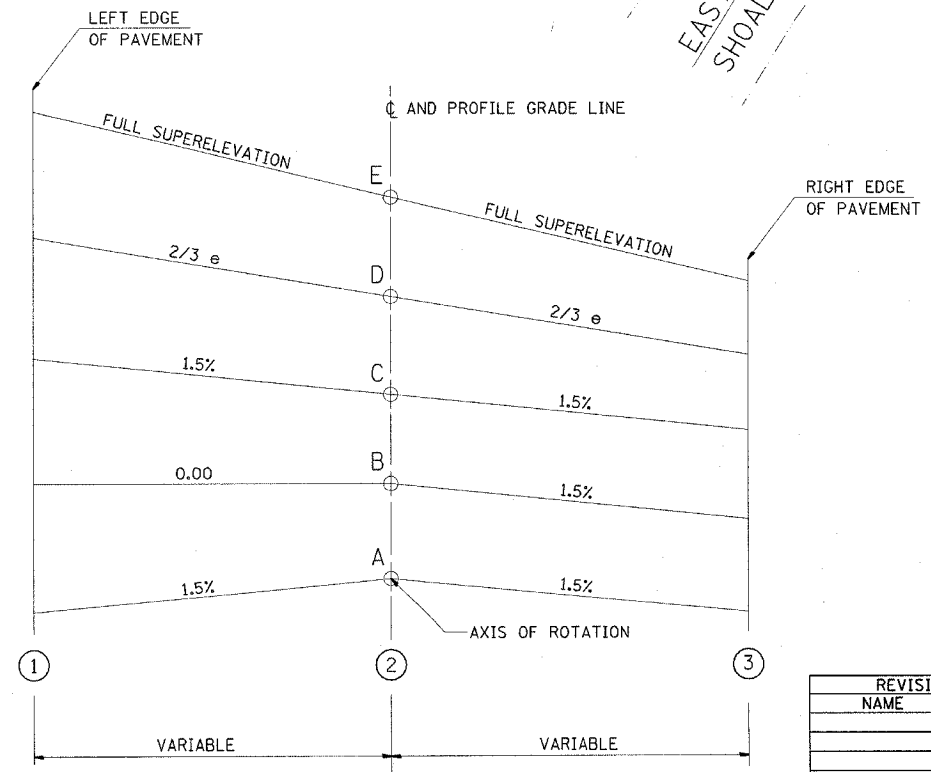 LEFT EDGE
OF PAVEMENT
EAS
SHOAL
℄ AND PROFILE GRADE LINE
FULL SUPERELEVATION
E
FULL SUPERELEVATION
RIGHT EDGE
OF PAVEMENT
2/3 e
D
2/3 e
1.5%
C
1.5%
0.00
B
1.5%
A
1.5%
1.5%
AXIS OF ROTATION
1
2
3
REVISI
NAME
VARIABLE
VARIABLE